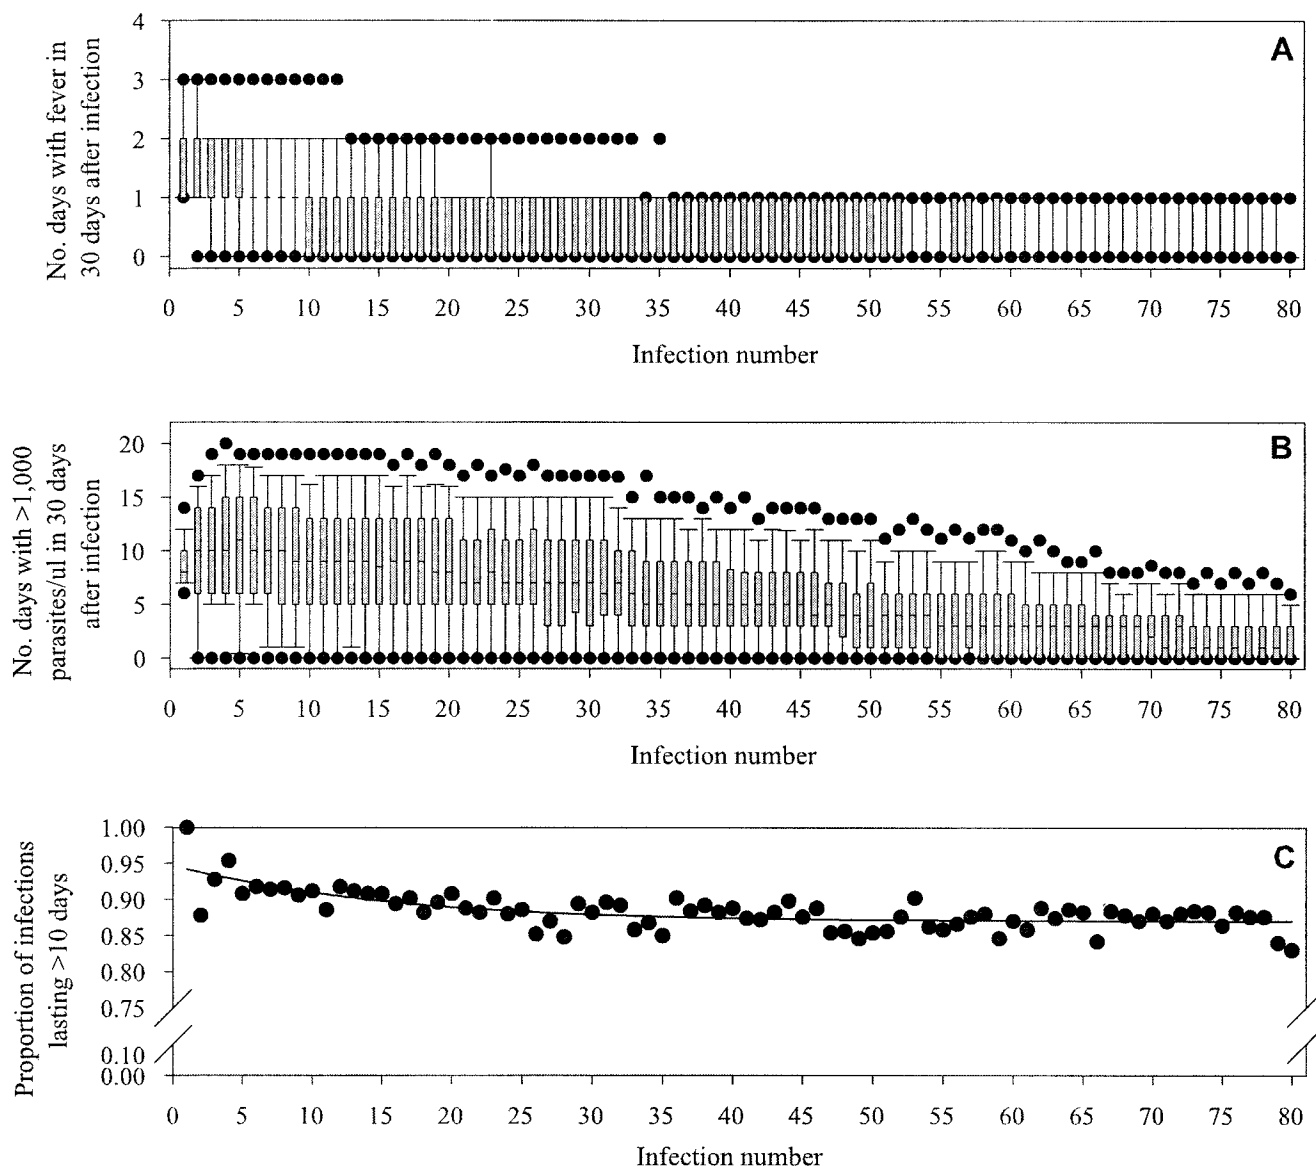 A
No. days with fever in
30 days after infection
4
3
2
1
0
0 5 10 15 20 25 30 35 40 45 50 55 60 65 70 75 80
Infection number
B
No. days with >1,000
parasites/ul in 30 days
after infection
20
15
10
5
0
0 5 10 15 20 25 30 35 40 45 50 55 60 65 70 75 80
Infection number
C
Proportion of infections
lasting >10 days
1.00
0.95
0.90
0.85
0.80
0.75
0.10
0.00
0 5 10 15 20 25 30 35 40 45 50 55 60 65 70 75 80
Infection number